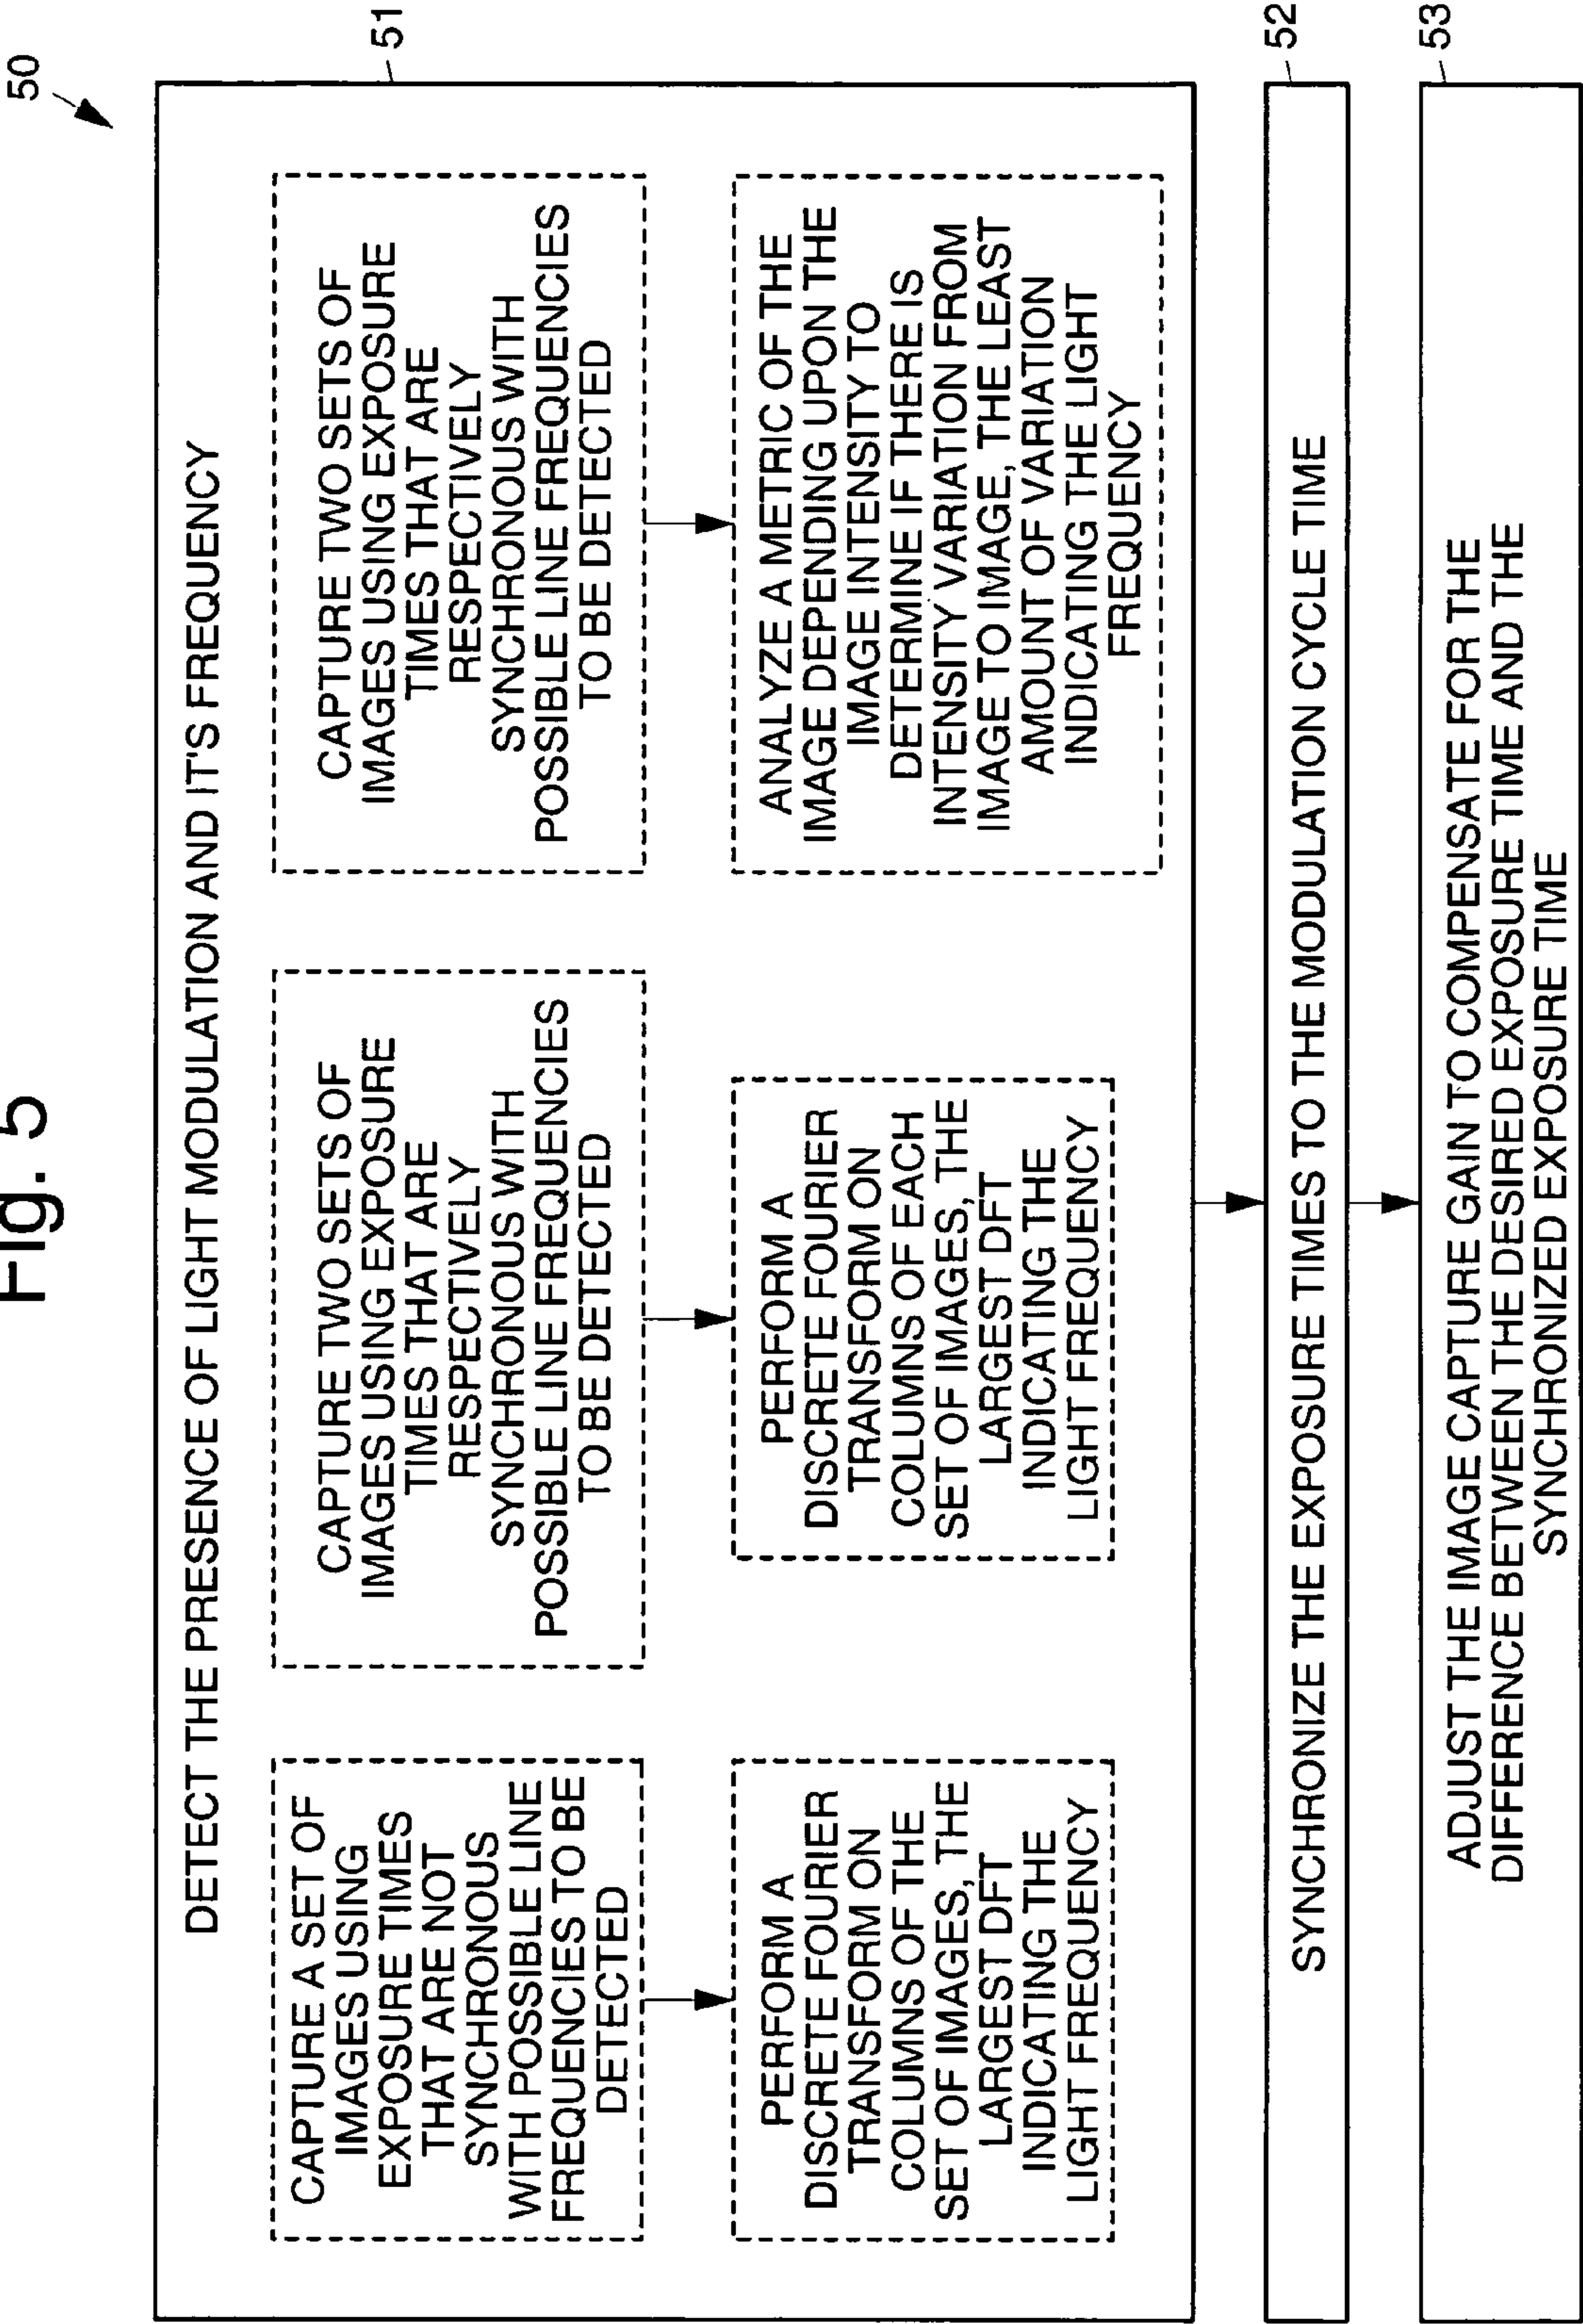 Fig. 5
50
DETECT THE PRESENCE OF LIGHT MODULATION AND IT'S FREQUENCY
51
CAPTURE A SET OF
IMAGES USING
EXPOSURE TIMES
THAT ARE NOT
SYNCHRONOUS
WITH POSSIBLE LINE
FREQUENCIES TO BE
DETECTED
PERFORM A
DISCRETE FOURIER
TRANSFORM ON
COLUMNS OF THE
SET OF IMAGES, THE
LARGEST DFT
INDICATING THE
LIGHT FREQUENCY
CAPTURE TWO SETS OF
IMAGES USING EXPOSURE
TIMES THAT ARE
RESPECTIVELY
SYNCHRONOUS WITH
POSSIBLE LINE FREQUENCIES
TO BE DETECTED
PERFORM A
DISCRETE FOURIER
TRANSFORM ON
COLUMNS OF EACH
SET OF IMAGES, THE
LARGEST DFT
INDICATING THE
LIGHT FREQUENCY
CAPTURE TWO SETS OF
IMAGES USING EXPOSURE
TIMES THAT ARE
RESPECTIVELY
SYNCHRONOUS WITH
POSSIBLE LINE FREQUENCIES
TO BE DETECTED
ANALYZE A METRIC OF THE
IMAGE DEPENDING UPON THE
IMAGE INTENSITY TO
DETERMINE IF THERE IS
INTENSITY VARIATION FROM
IMAGE TO IMAGE, THE LEAST
AMOUNT OF VARIATION
INDICATING THE LIGHT
FREQUENCY
SYNCHRONIZE THE EXPOSURE TIMES TO THE MODULATION CYCLE TIME
52
ADJUST THE IMAGE CAPTURE GAIN TO COMPENSATE FOR THE
DIFFERENCE BETWEEN THE DESIRED EXPOSURE TIME AND THE
SYNCHRONIZED EXPOSURE TIME
53